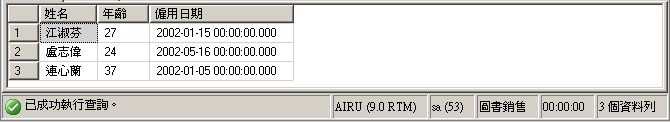 姓名 年齡 僱用日期
1 江淑芬 27 2002-01-15 00:00:00.000
2 盧志偉 24 2002-05-16 00:00:00.000
3 連心蘭 37 2002-01-05 00:00:00.000
已成功執行查詢。 AIRU (9.0 RTM) sa (53) 圖書銷售 00:00:00 3 個資料列